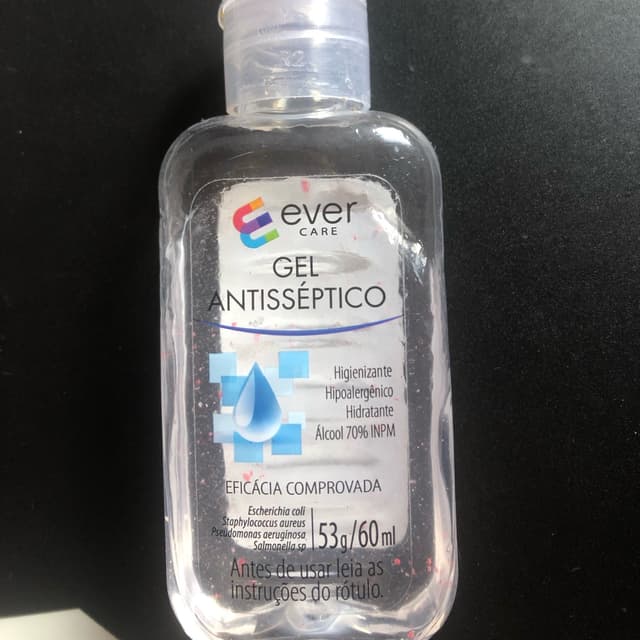 ever
CARE
GEL
ANTISSÉPTICO
Higienizante
Hipoalergênico
Hidratante
Álcool 70% INPM
EFICÁCIA COMPROVADA
Escherichia coli
Staphylococcus aureus
Pseudomonas aeruginosa
Salmonella sp
53g/60ml
Antes de usar leia as
instruções do rótulo.